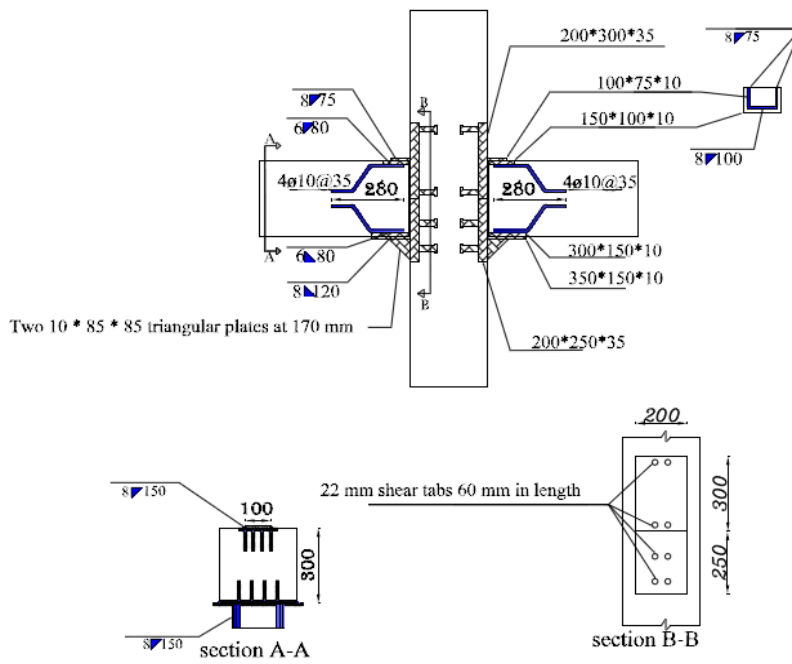 200*300*35
8 75
100*75*10
8 75
B
150*100*10
6 80
A
8 100
4ø10@35
280
280
4ø10@35
A
6 80
300*150*10
8 120
B
350*150*10
Two 10 * 85 * 85 triangular plates at 170 mm
200*250*35
200
8 150
22 mm shear tabs 60 mm in length
100
300
300
250
8 150
section A-A
section B-B